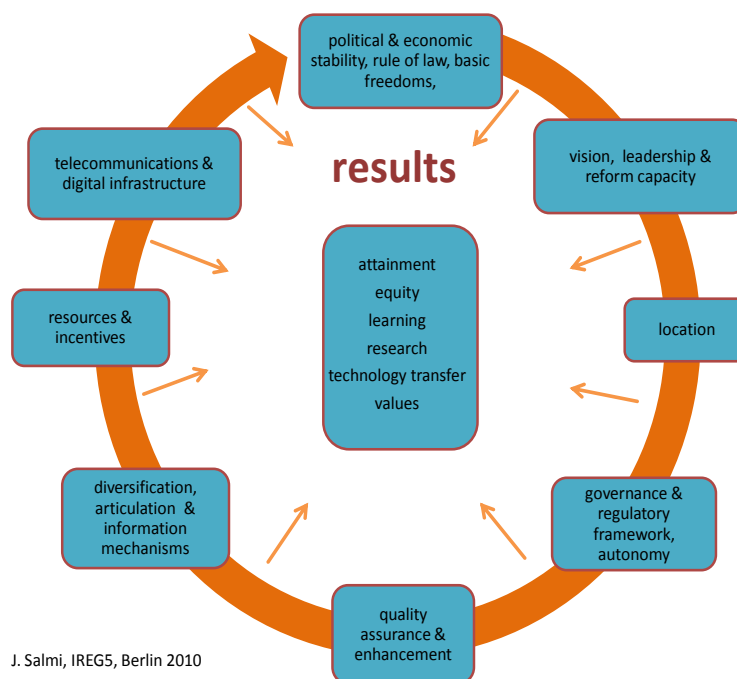 political & economic
stability, rule of law, basic
freedoms,
telecommunications &
digital infrastructure
results
vision, leadership &
reform capacity
attainment
equity
learning
research
technology transfer
values
resources &
incentives
location
diversification,
articulation &
information
mechanisms
governance &
regulatory
framework,
autonomy
quality
assurance &
enhancement
J. Salmi, IREG5, Berlin 2010